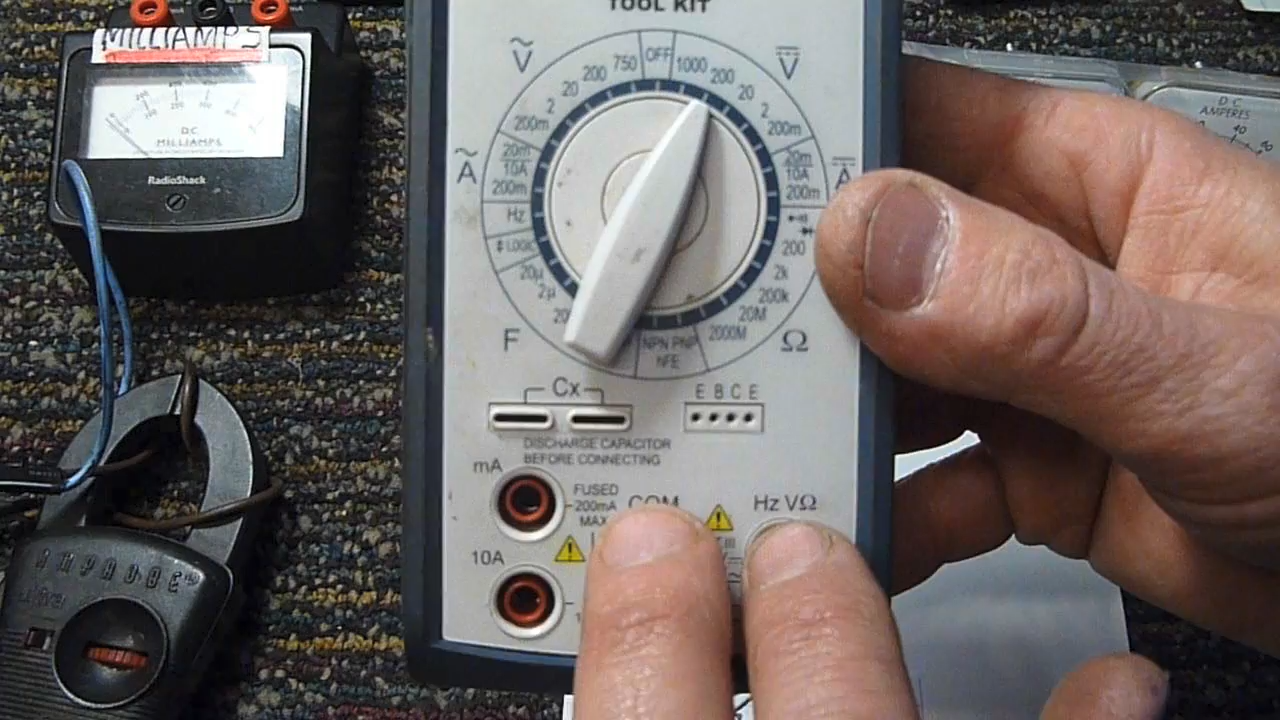 TOOL KIT
MILLIAMPS
D.C.
MILLIAMPS
RadioShack
D.C.
AMPERES
40
Ṽ
V
OFF
750
200
20
2
200m
1000
200
20
2
200m
Ã
20m
10A
200m
A
20m
10A
200m
Hz
LOGIC
20µ
2µ
F
200
2k
200k
20M
2000M
Ω
NPN PNP
hFE
Cx
E B C E
DISCHARGE CAPACITOR
BEFORE CONNECTING
mA
FUSED
200mA
MAX
COM
Hz VΩ
10A
AMPROBE